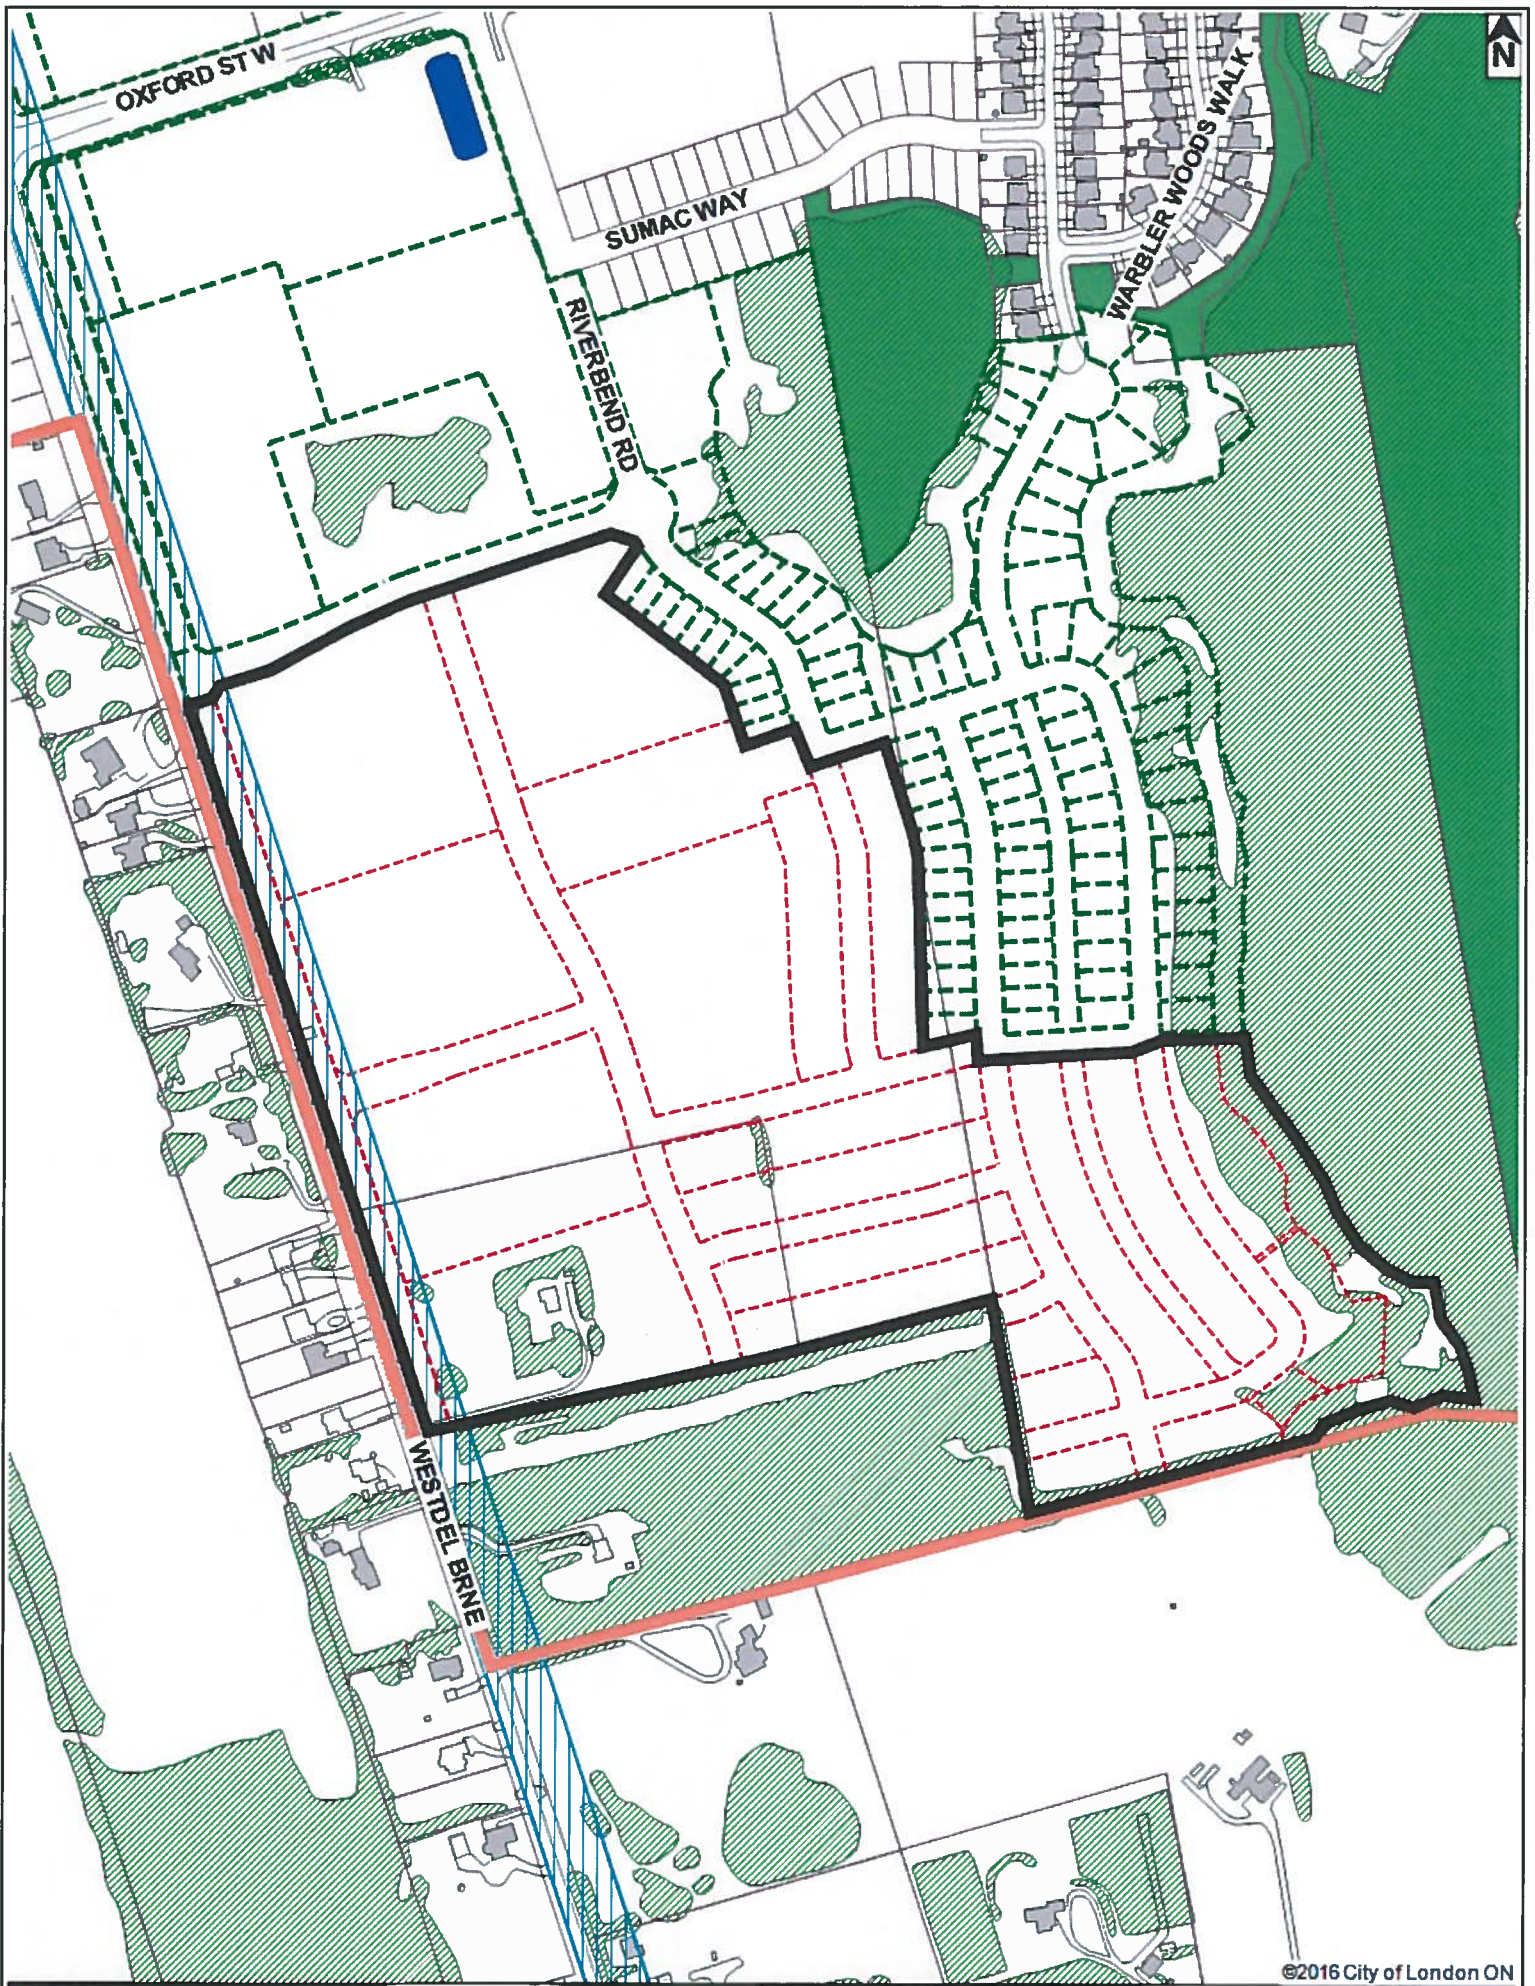 N
OXFORD ST W
WARBLER WOODS WALK
SUMAC WAY
RIVERBEND RD
WESTDEL BRNE
©2016 City of London ON